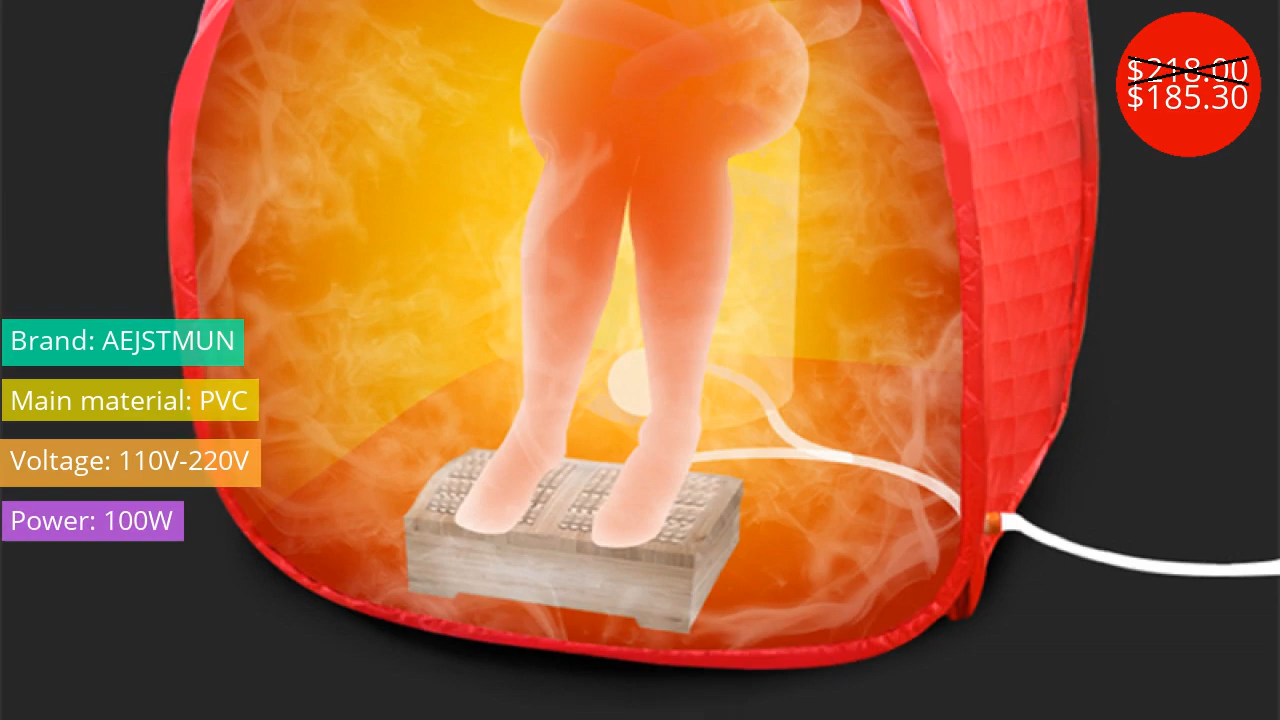 $218.00
$185.30
Brand: AEJSTMUN
Main material: PVC
Voltage: 110V-220V
Power: 100W